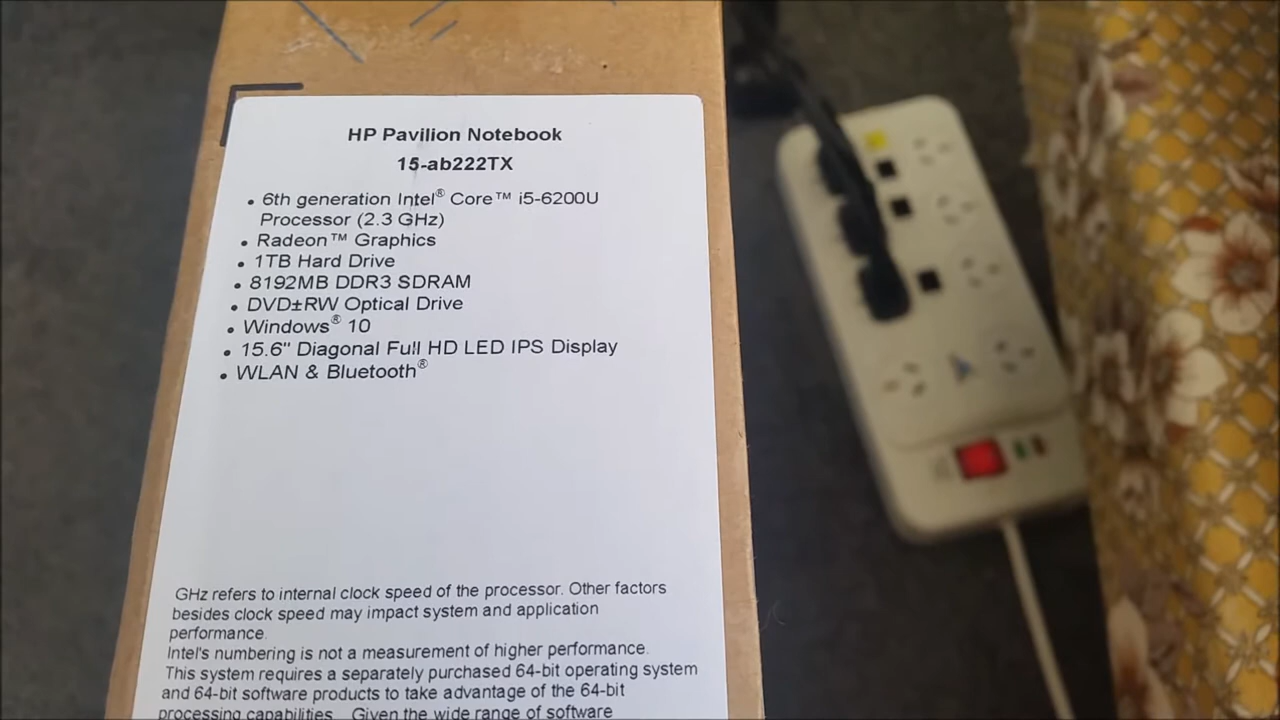 HP Pavilion Notebook
15-ab222TX
• 6th generation Intel® Core™ i5-6200U
Processor (2.3 GHz)
• Radeon™ Graphics
• 1TB Hard Drive
• 8192MB DDR3 SDRAM
• DVD±RW Optical Drive
• Windows® 10
• 15.6" Diagonal Full HD LED IPS Display
• WLAN & Bluetooth®
GHz refers to internal clock speed of the processor. Other factors
besides clock speed may impact system and application
performance.
Intel's numbering is not a measurement of higher performance.
This system requires a separately purchased 64-bit operating system
and 64-bit software products to take advantage of the 64-bit
processing capabilities. Given the wide range of software